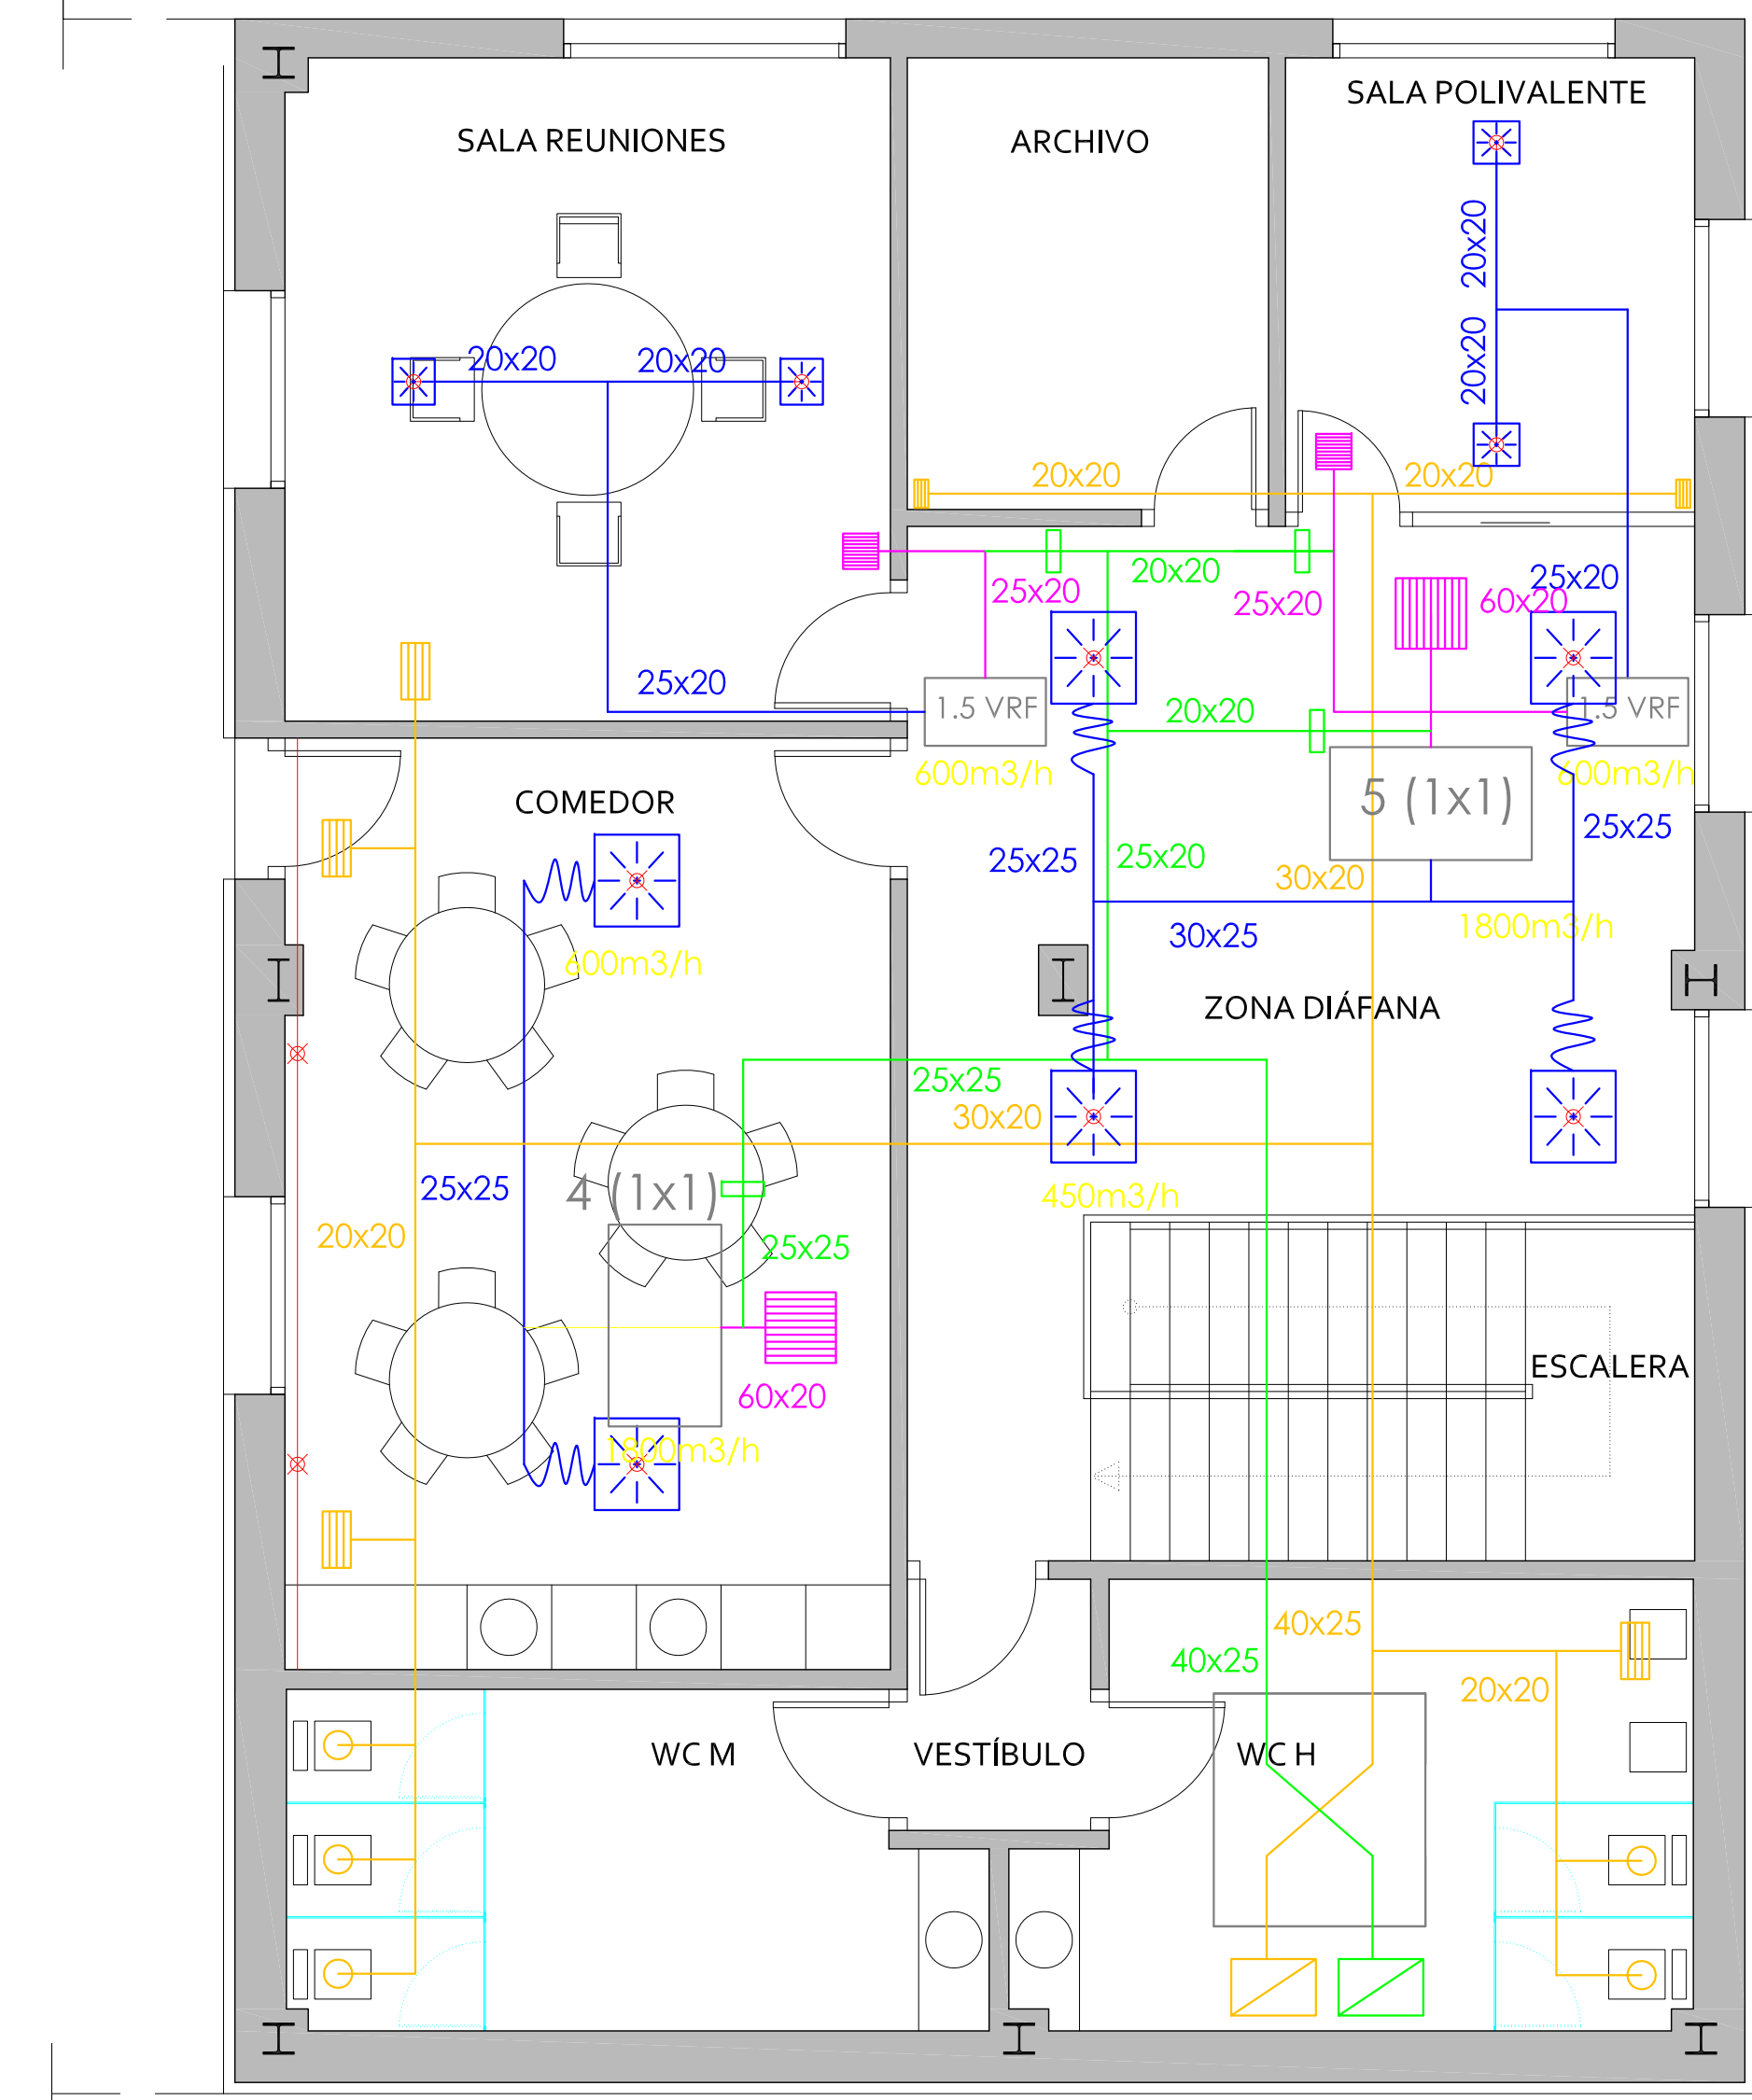 SALA POLIVALENTE
SALA REUNIONES
ARCHIVO
20x20
20x20
20x20
20x20
20x20
20x20
20x20
25x20
25x20
25x20
60x20
25x20
1.5 VRF
20x20
1.5 VRF
600m3/h
600m3/h
COMEDOR
5 (1x1)
25x25
25x25
25x20
30x20
1800m3/h
30x25
600m3/h
ZONA DIÁFANA
25x25
30x20
25x25
4 (1x1)
450m3/h
20x20
25x25
ESCALERA
60x20
1800m3/h
40x25
40x25
20x20
WC M
VESTÍBULO
WC H